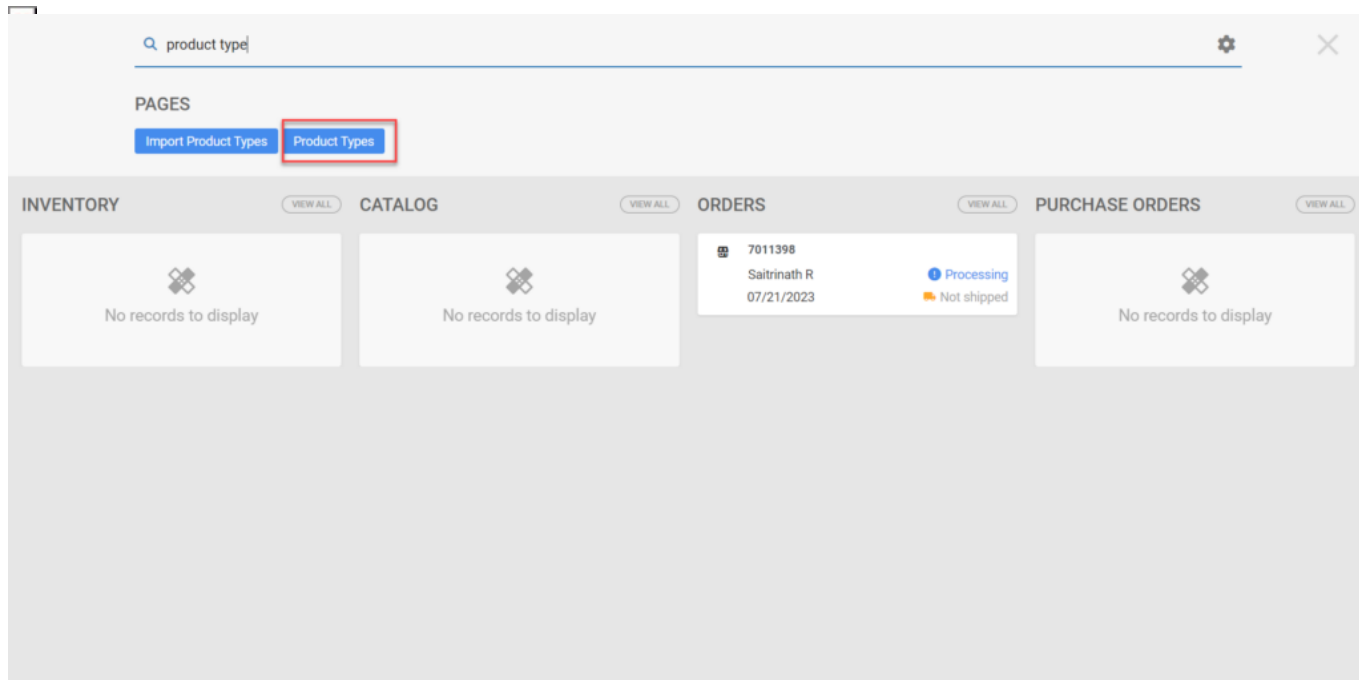 product type
PAGES
Import Product Types
Product Types
INVENTORY
VIEW ALL
No records to display
CATALOG
VIEW ALL
No records to display
ORDERS
VIEW ALL
7011398
Saitrinath R
Processing
07/21/2023
Not shipped
PURCHASE ORDERS
VIEW ALL
No records to display